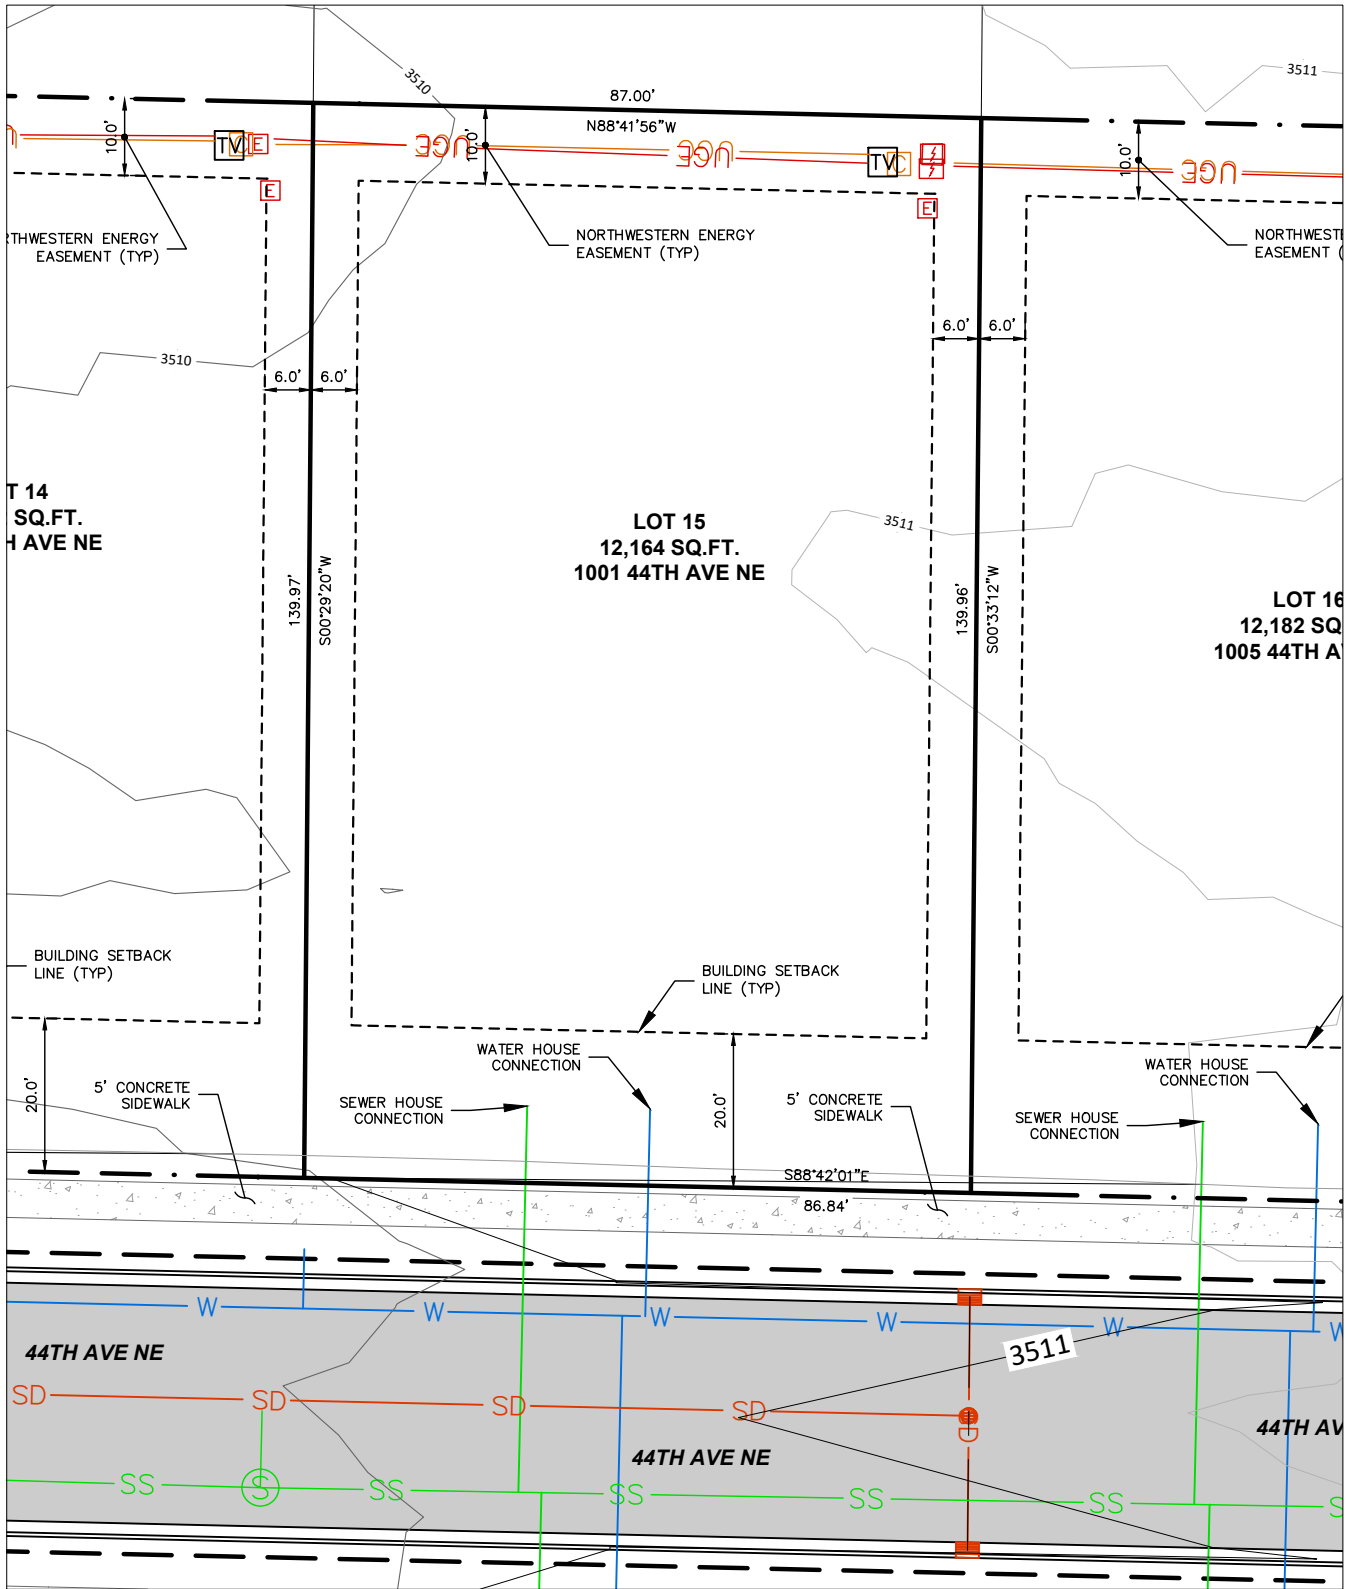 3510
3511
87.00'
N88°41'56"W
10.0'
TV
C
E
UGE
10.0'
UGE
TV
C
10.0'
UGE
E
E
NORTHWESTERN ENERGY
EASEMENT (TYP)
ENERGY
EASEMENT (TYP)
EASEMENT
6.0'
6.0'
3510
6.0'
6.0'
14
SQ.FT.
AVE NE
LOT 15
12,164 SQ.FT.
1001 44TH AVE NE
3511
139.97'
S00°29'20"W
139.96'
S00°33'12"W
LOT 16
12,182 SQ
1005 44TH
BUILDING SETBACK
LINE (TYP)
BUILDING SETBACK
LINE (TYP)
WATER HOUSE
CONNECTION
WATER HOUSE
CONNECTION
5' CONCRETE
SIDEWALK
20.0'
SEWER HOUSE
CONNECTION
20.0'
5' CONCRETE
SIDEWALK
SEWER HOUSE
CONNECTION
S88°42'01"E
86.84'
W
W
W
W
W
W
44TH AVE NE
3511
SD
SD
SD
SD
D
44TH AVE NE
44TH
SS
S
SS
SS
SS
SS
S